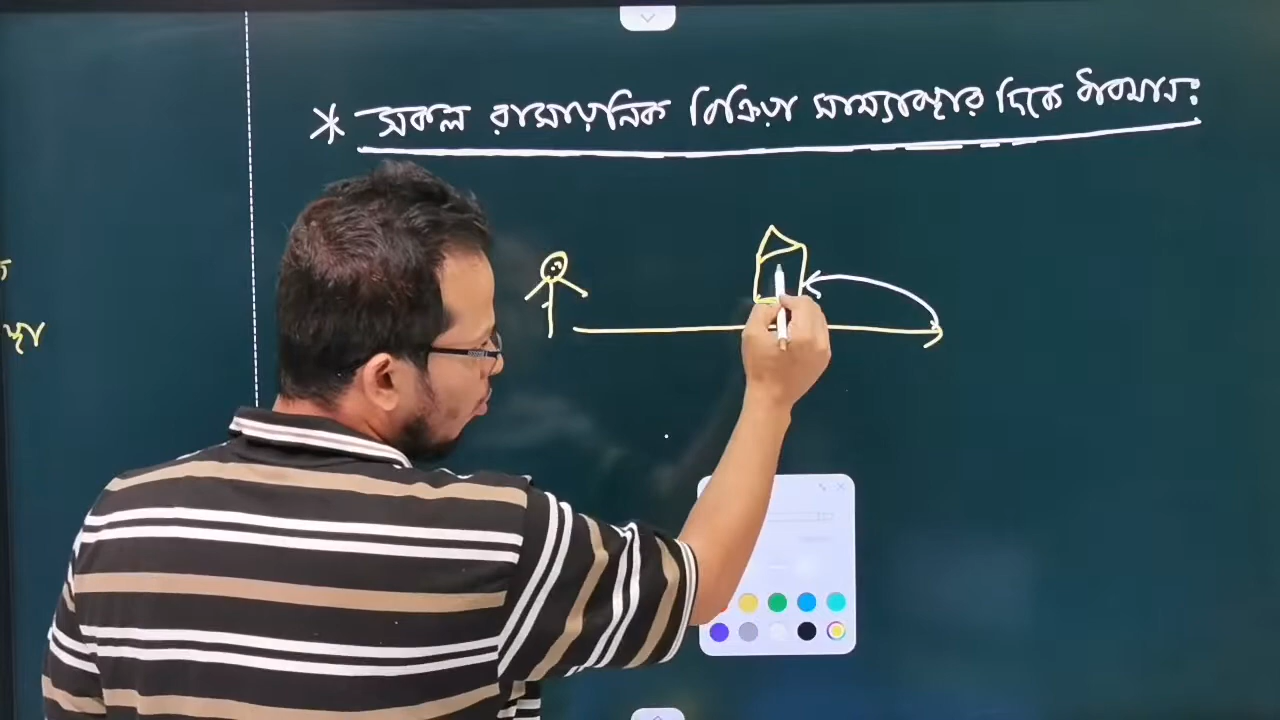 * সকল রাসায়নিক বিক্রিয়া সাম্যাবস্থার দিকে ধাবমান: